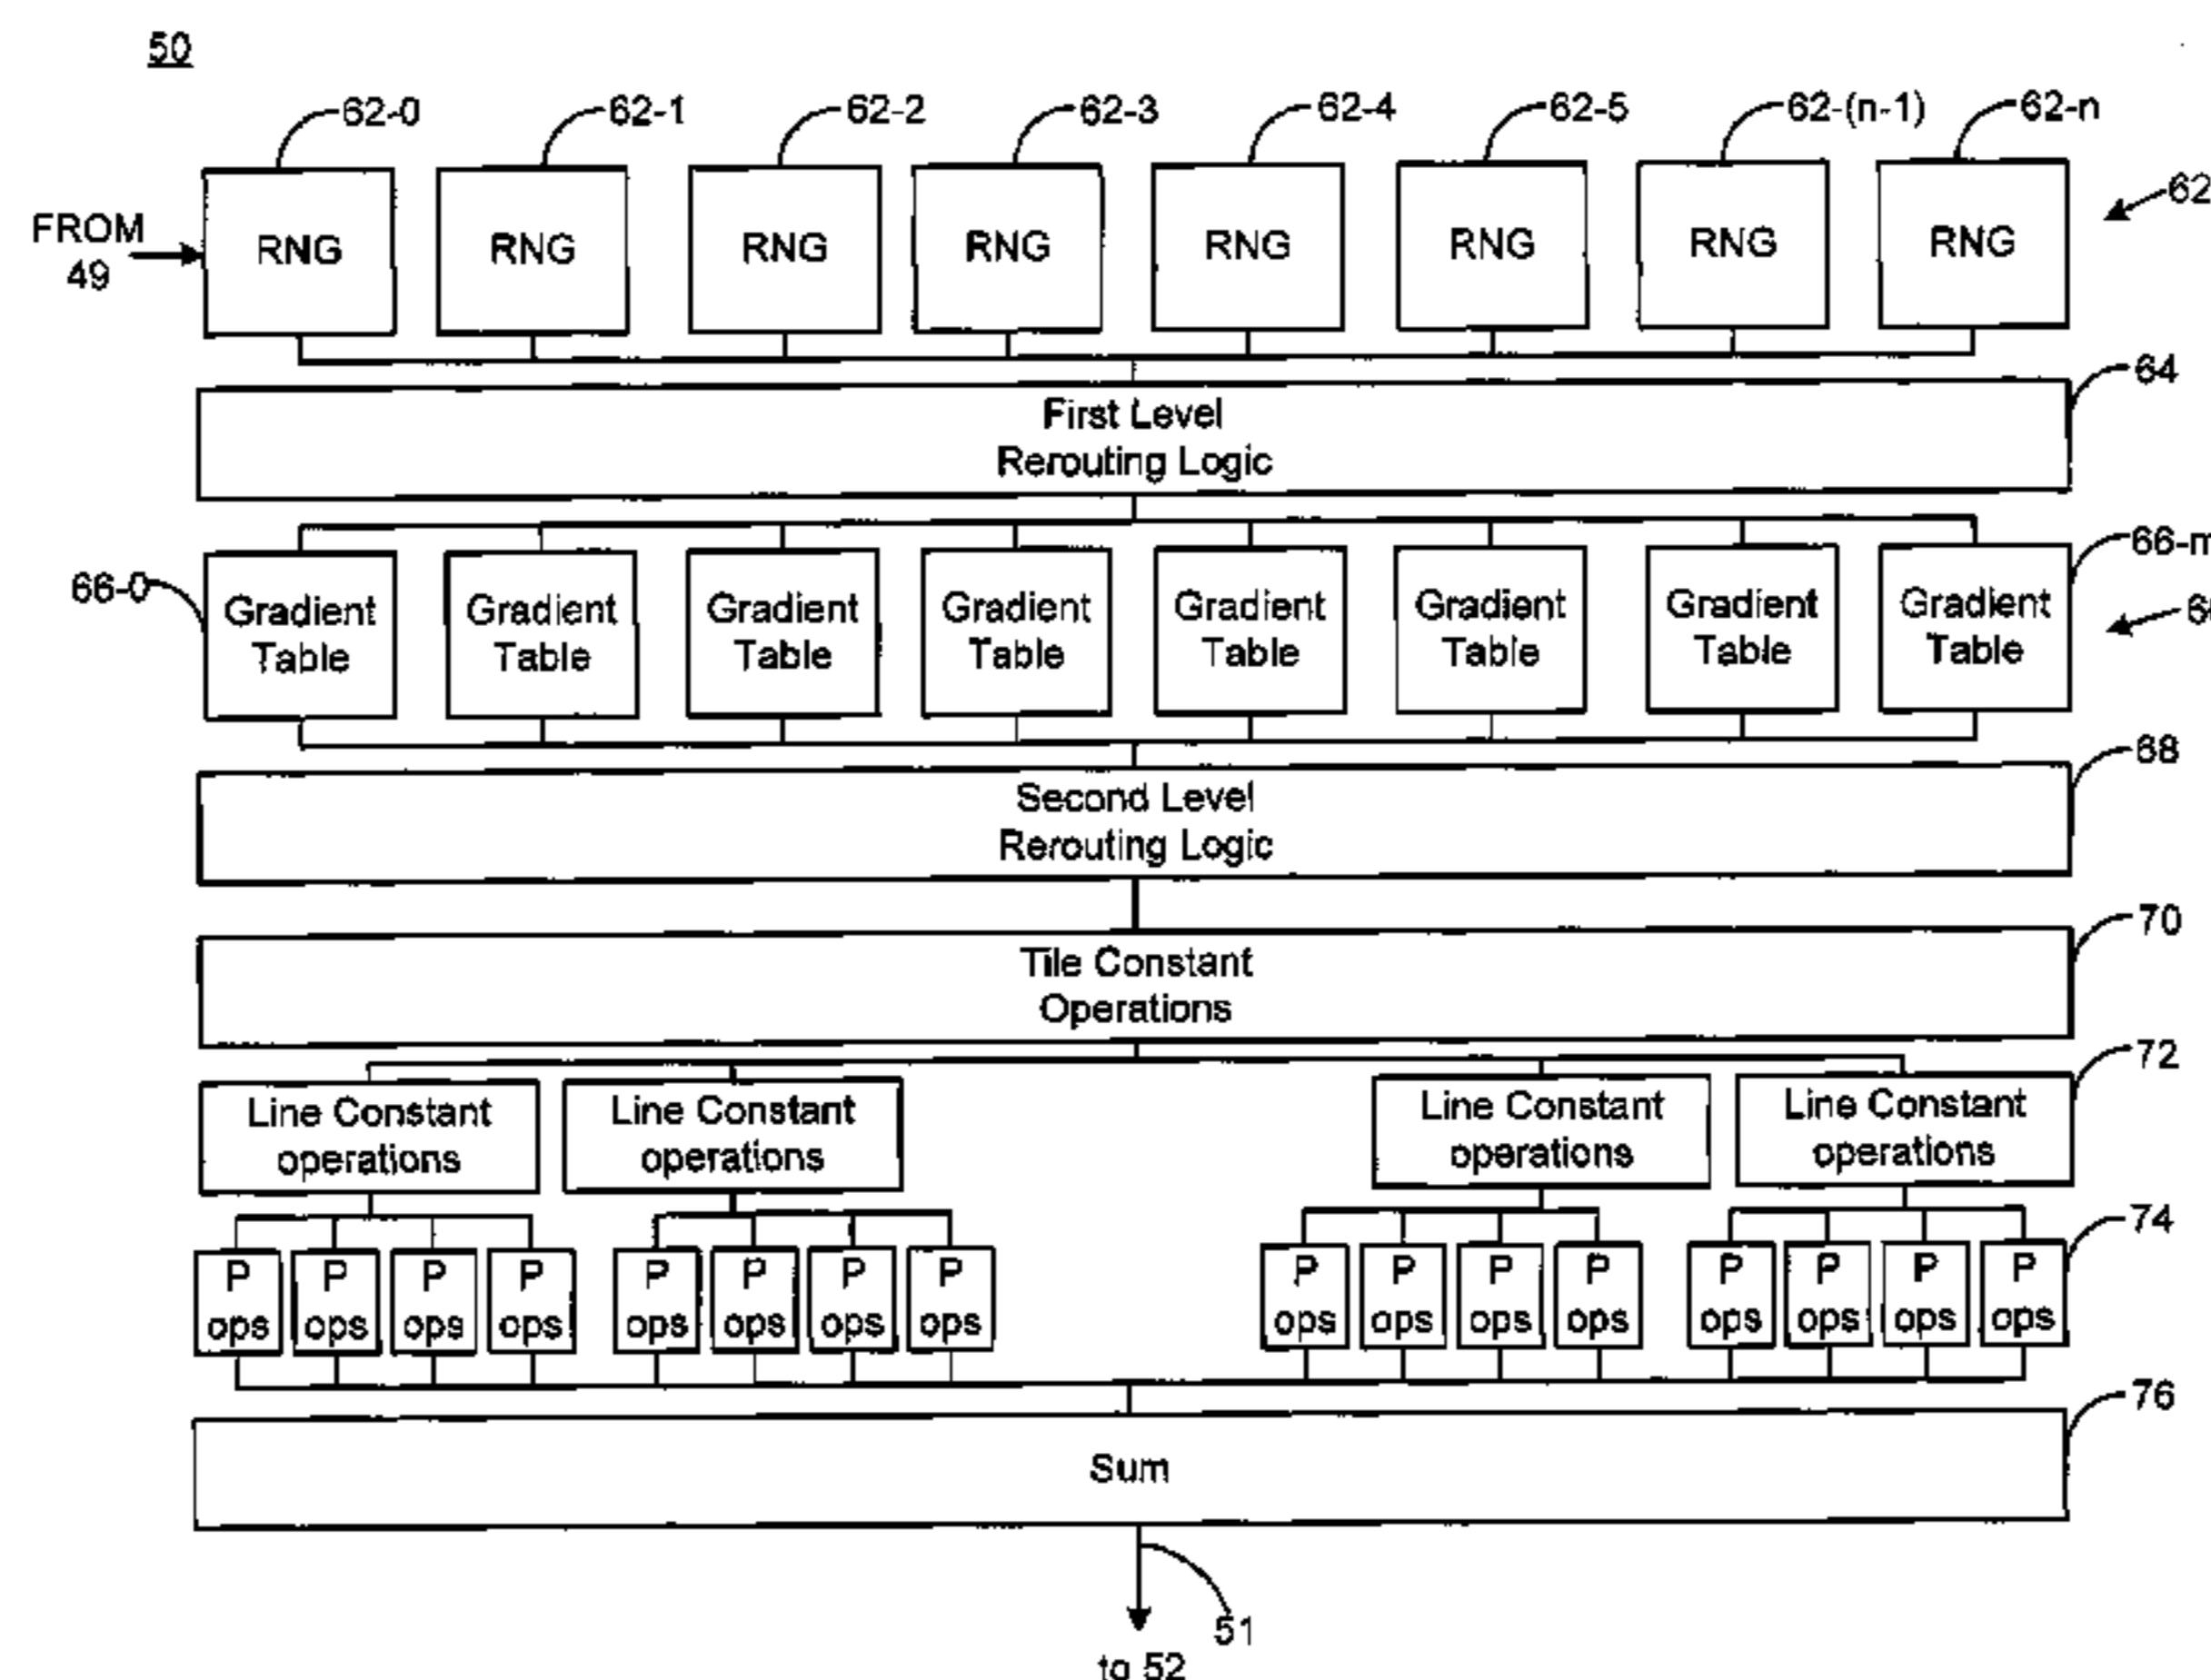 50
62-0 62-1 62-2 62-3 62-4 62-5 62-(n-1) 62-n
62
FROM
49
RNG RNG RNG RNG RNG RNG RNG RNG
64
First Level
Rerouting Logic
66-0
66-m
Gradient Gradient Gradient Gradient Gradient Gradient Gradient Gradient
Table Table Table Table Table Table Table Table
68
Second Level
Rerouting Logic
70
Tile Constant
Operations
72
Line Constant Line Constant Line Constant Line Constant
operations operations operations operations
74
P P P P P P P P P P P P P P P P
ops ops ops ops ops ops ops ops ops ops ops ops ops ops ops ops
76
Sum
51
to 52